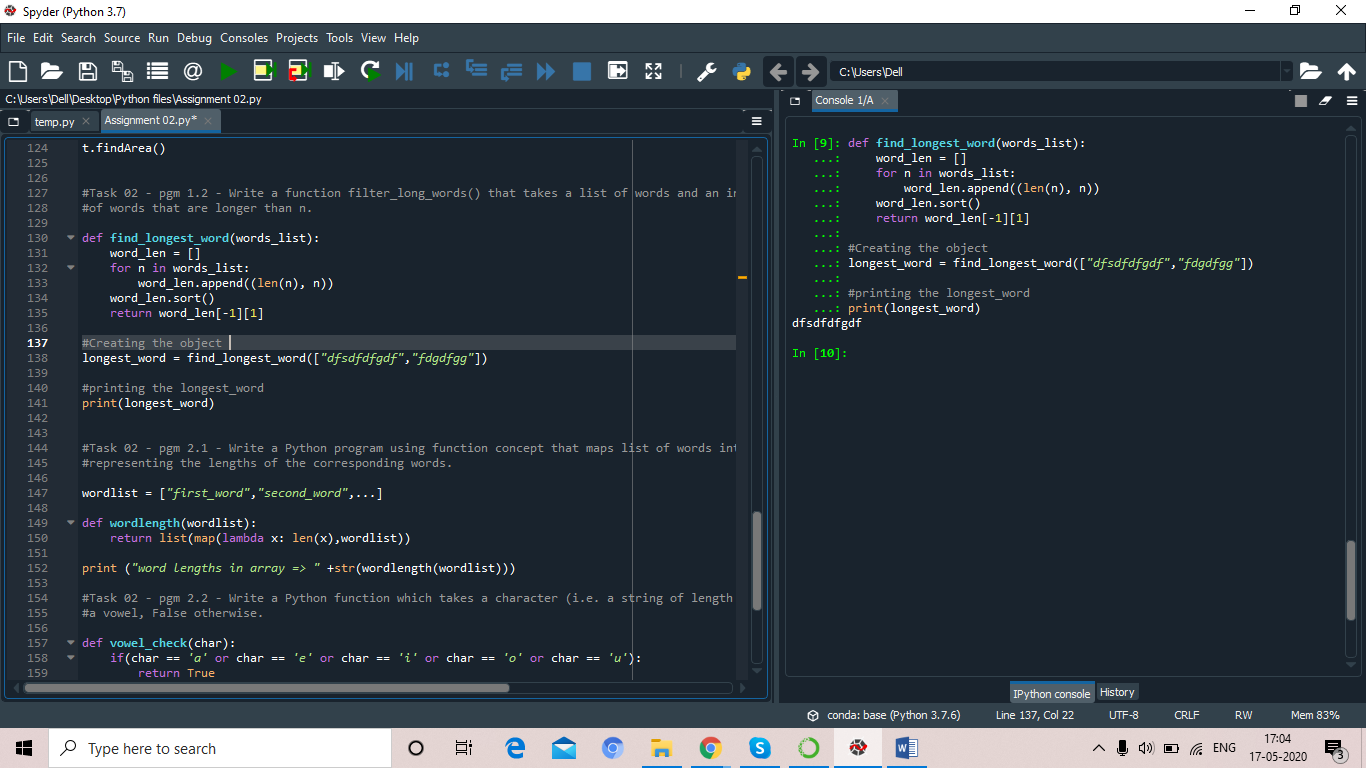 Spyder (Python 3.7)
File Edit Search Source Run Debug Consoles Projects Tools View Help
C:\Users\Dell
C:\Users\Dell\Desktop\Python files\Assignment 02.py
temp.py
Assignment 02.py*
124 t.findArea()
125
126
127 #Task 02 - pgm 1.2 - Write a function filter_long_words() that takes a list of words and an in
128 #of words that are longer than n.
129
130 def find_longest_word(words_list):
131 word_len = []
132 for n in words_list:
133 word_len.append((len(n), n))
134 word_len.sort()
135 return word_len[-1][1]
136
137 #Creating the object
138 longest_word = find_longest_word(["dfsdfdfgdf","fdgdfgg"])
139
140 #printing the longest_word
141 print(longest_word)
142
143
144 #Task 02 - pgm 2.1 - Write a Python program using function concept that maps list of words int
145 #representing the lengths of the corresponding words.
146
147 wordlist = ["first_word","second_word",...]
148
149 def wordlength(wordlist):
150 return list(map(lambda x: len(x),wordlist))
151
152 print ("word lengths in array => " +str(wordlength(wordlist)))
153
154 #Task 02 - pgm 2.2 - Write a Python function which takes a character (i.e. a string of length
155 #a vowel, False otherwise.
156
157 def vowel_check(char):
158 if(char == 'a' or char == 'e' or char == 'i' or char == 'o' or char == 'u'):
159 return True
Console 1/A
In [9]: def find_longest_word(words_list):
...: word_len = []
...: for n in words_list:
...: word_len.append((len(n), n))
...: word_len.sort()
...: return word_len[-1][1]
...:
...: #Creating the object
...: longest_word = find_longest_word(["dfsdfdfgdf","fdgdfgg"])
...:
...: #printing the longest_word
...: print(longest_word)
dfsdfdfgdf
In [10]:
IPython console History
conda: base (Python 3.7.6) Line 137, Col 22 UTF-8 CRLF RW Mem 83%
Type here to search
ENG
17:04
17-05-2020
3